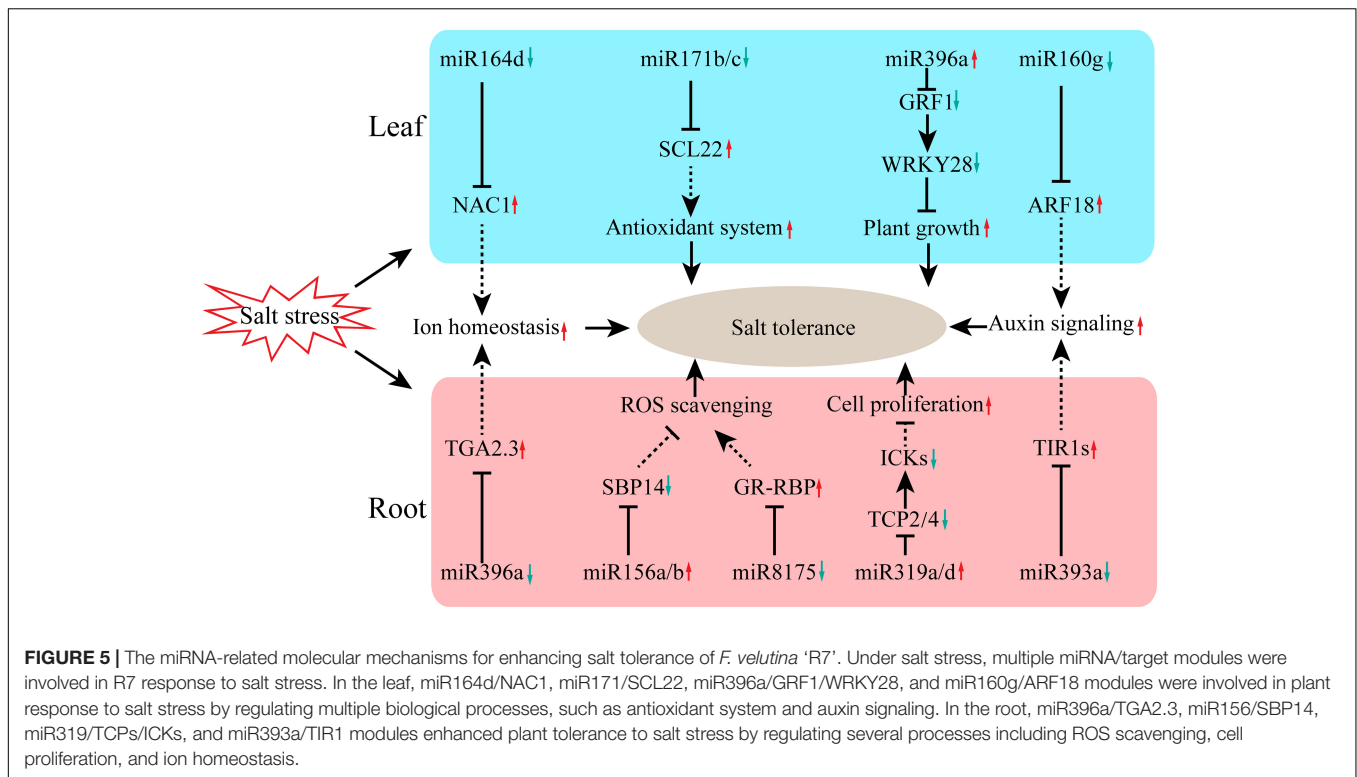 miR164d miR171b/c miR396a miR160g
GRF1
Leaf
SCL22 WRKY28
NAC1 ARF18
Antioxidant system Plant growth
Salt stress Ion homeostasis Salt tolerance Auxin signaling
ROS scavenging Cell proliferation
TGA2.3 ICKs TIR1s
SBP14 GR-RBP
Root TCP2/4
miR396a miR156a/b miR8175 miR319a/d miR393a
FIGURE 5 | The miRNA-related molecular mechanisms for enhancing salt tolerance of F. velutina ‘R7’. Under salt stress, multiple miRNA/target modules were
involved in R7 response to salt stress. In the leaf, miR164d/NAC1, miR171/SCL22, miR396a/GRF1/WRKY28, and miR160g/ARF18 modules were involved in plant
response to salt stress by regulating multiple biological processes, such as antioxidant system and auxin signaling. In the root, miR396a/TGA2.3, miR156/SBP14,
miR319/TCPs/ICKs, and miR393a/TIR1 modules enhanced plant tolerance to salt stress by regulating several processes including ROS scavenging, cell
proliferation, and ion homeostasis.